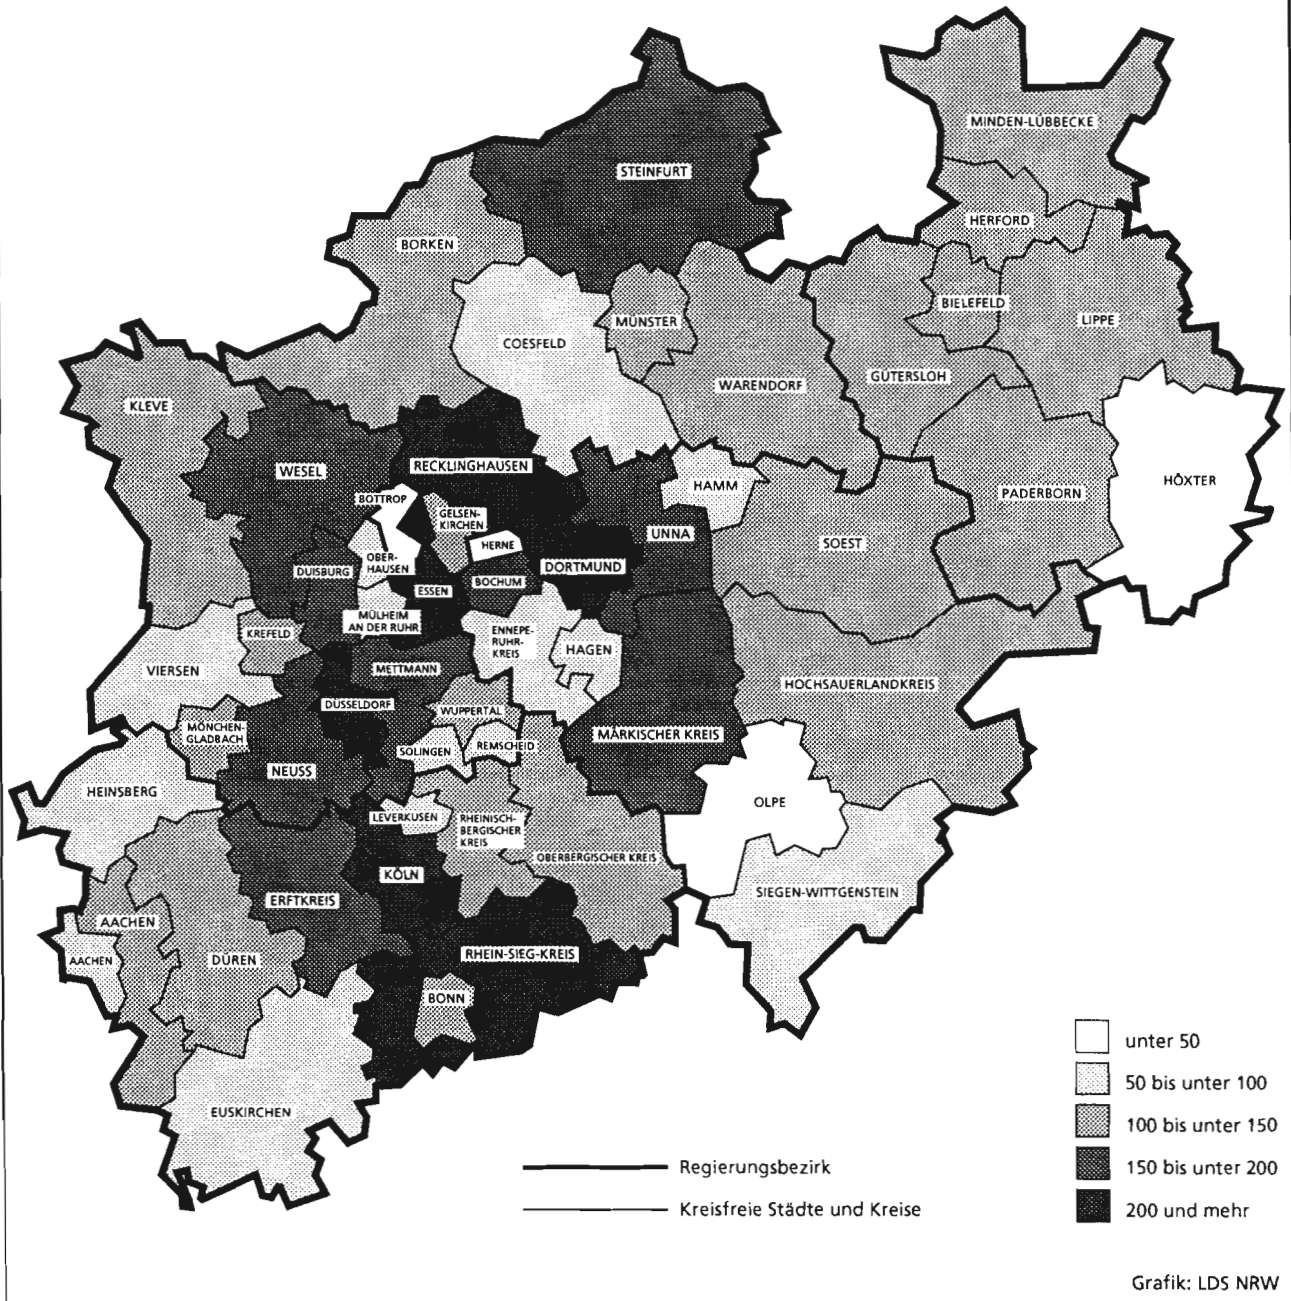 MINDEN-LÜBBECKE
STEINFURT
HERFORD
BORKEN
BIELEFELD
MÜNSTER
LIPPE
COESFELD
GÜTERSLOH
WARENDORF
KLEVE
RECKLINGHAUSEN
WESEL
HÖXTER
HAMM
PADERBORN
BOTTROP
GELSEN-
KIRCHEN
UNNA
HERNE
SOEST
OBER-
HAUSEN
DORTMUND
DUISBURG
BOCHUM
ESSEN
MÜLHEIM
AN DER RUHR
KREFELD
ENNEPE-
RUHR-
KREIS
HAGEN
VIERSEN
METTMANN
HOCHSAUERLANDKREIS
DÜSSELDORF
WUPPERTAL
MÖNCHEN-
GLADBACH
MÄRKISCHER KREIS
SOLINGEN
REMSCHEID
NEUSS
HEINSBERG
OLPE
LEVERKUSEN
RHEINISCH-
BERGISCHER
KREIS
OBERBERGISCHER KREIS
KÖLN
SIEGEN-WITTGENSTEIN
ERFTKREIS
AACHEN
RHEIN-SIEG-KREIS
AACHEN
DÜREN
BONN
EUSKIRCHEN
unter 50
50 bis unter 100
100 bis unter 150
150 bis unter 200
200 und mehr
Regierungsbezirk
Kreisfreie Städte und Kreise
Grafik: LDS NRW